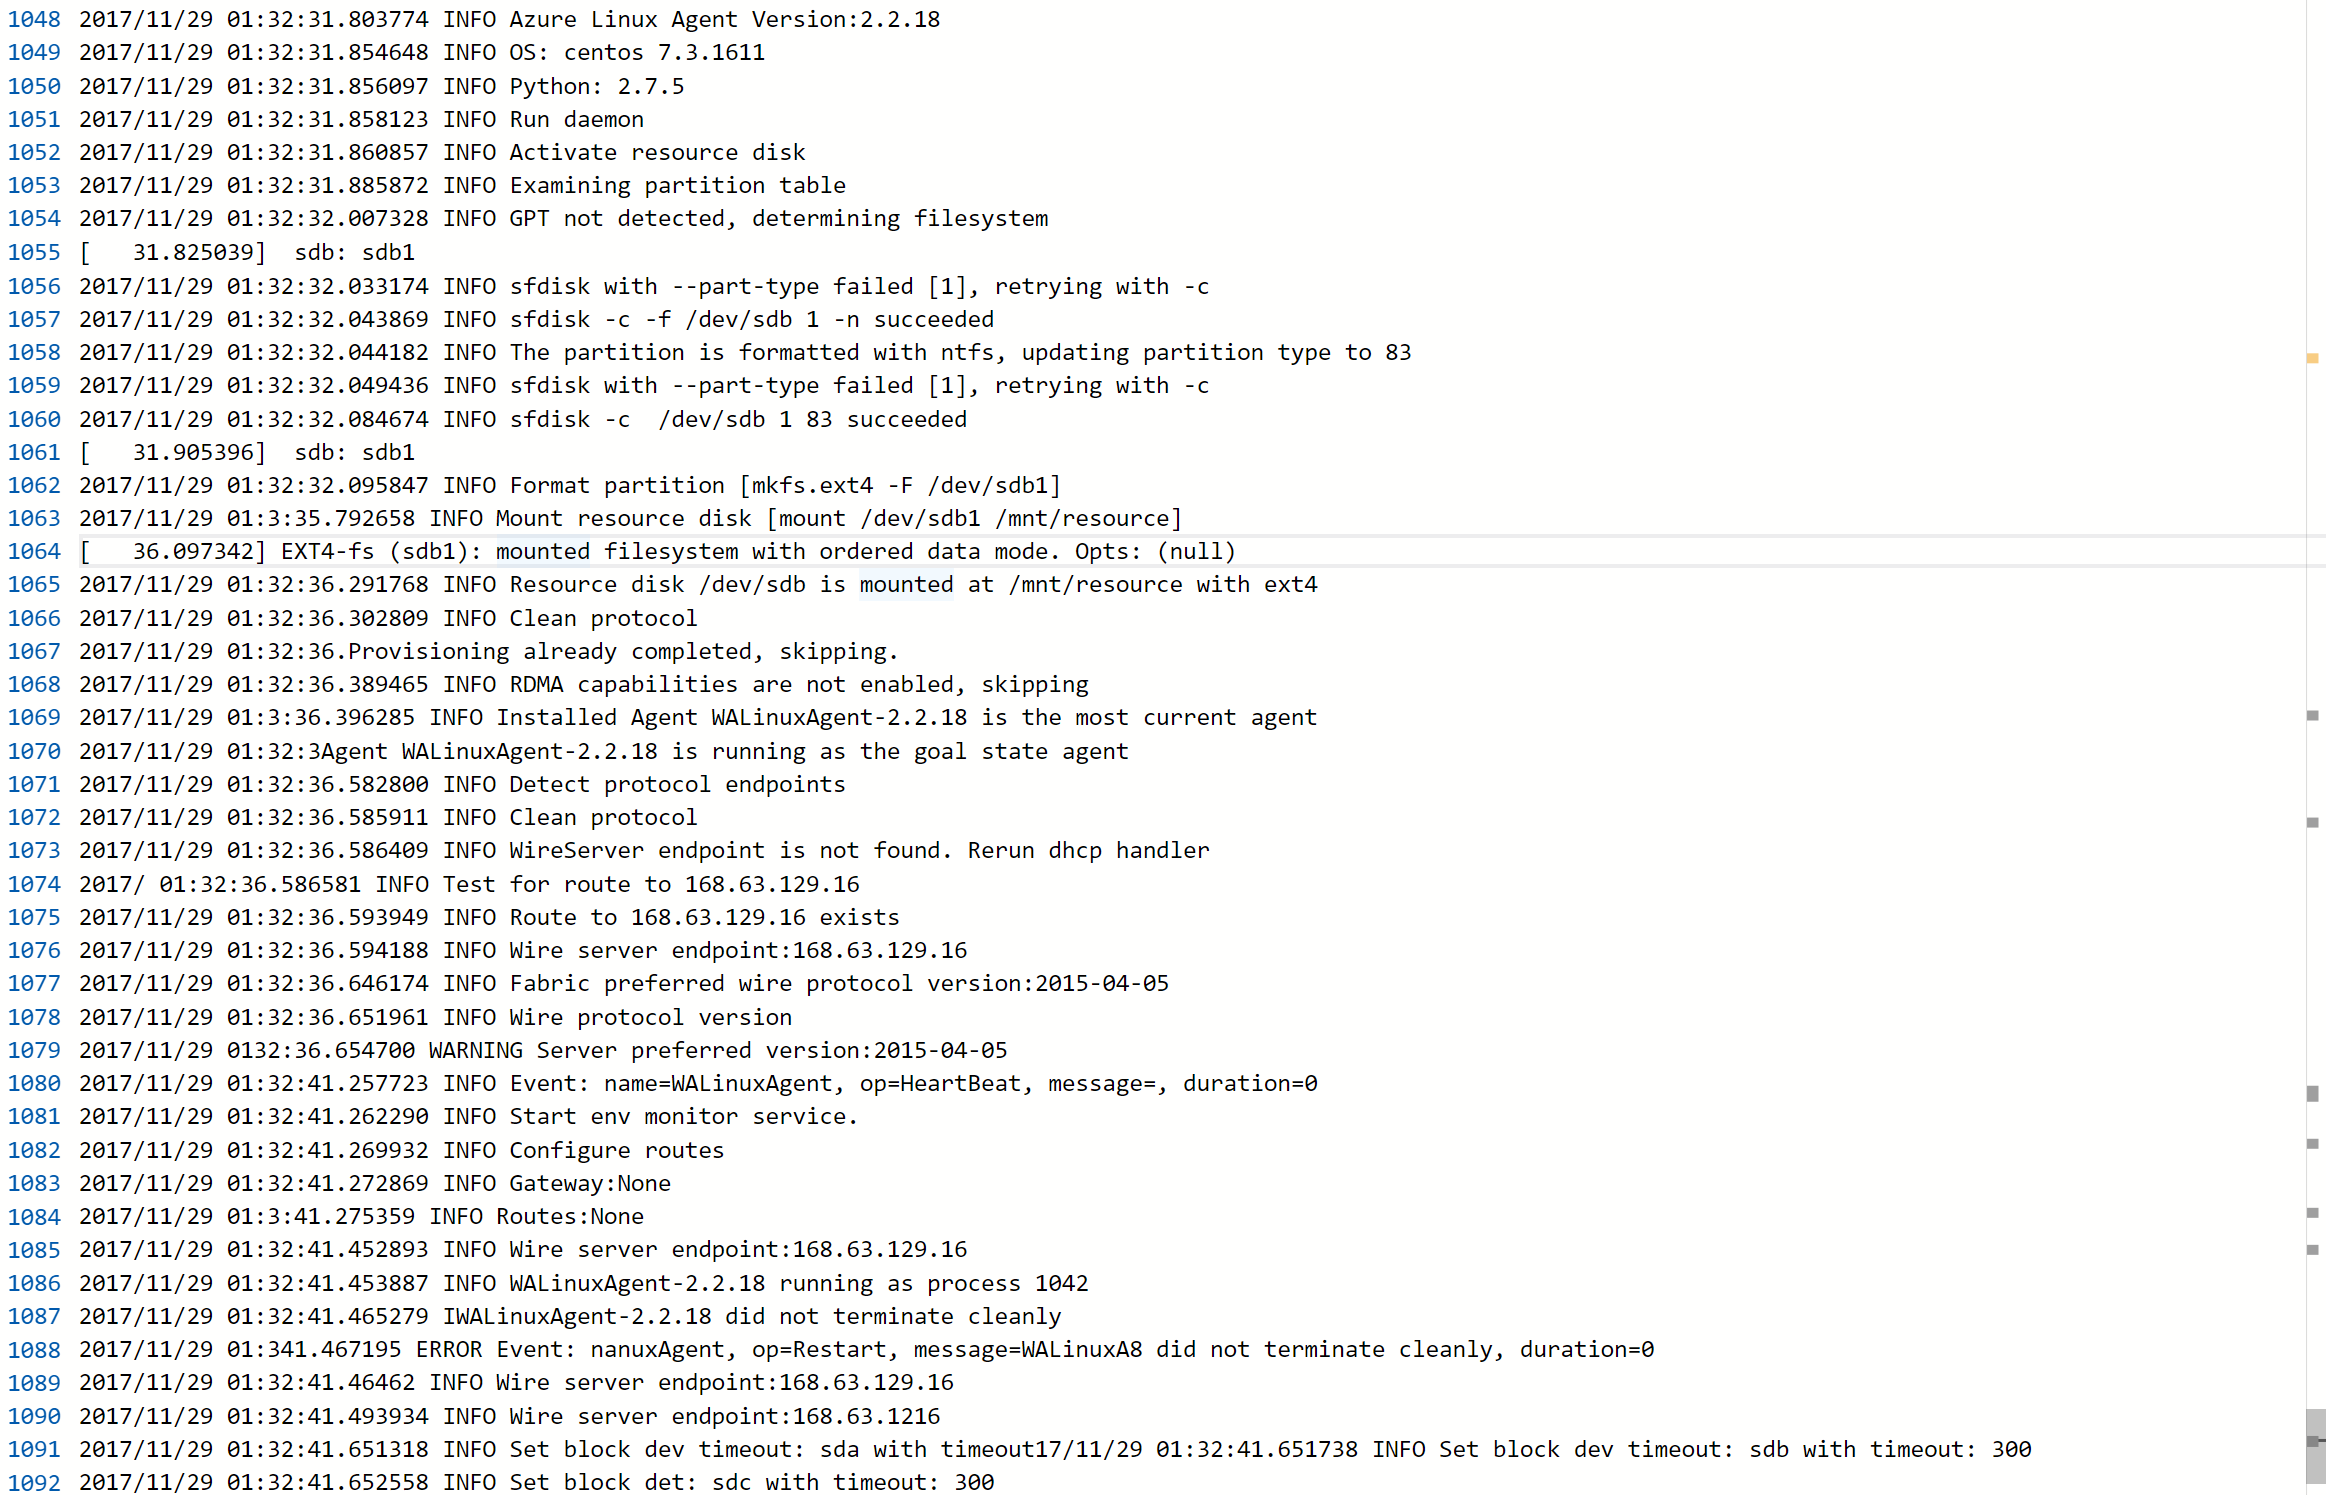 1048 2017/11/29 01:32:31.803774 INFO Azure Linux Agent Version:2.2.18
1049 2017/11/29 01:32:31.854648 INFO OS: centos 7.3.1611
1050 2017/11/29 01:32:31.856097 INFO Python: 2.7.5
1051 2017/11/29 01:32:31.858123 INFO Run daemon
1052 2017/11/29 01:32:31.860857 INFO Activate resource disk
1053 2017/11/29 01:32:31.885872 INFO Examining partition table
1054 2017/11/29 01:32:32.007328 INFO GPT not detected, determining filesystem
1055 [   31.825039]  sdb: sdb1
1056 2017/11/29 01:32:32.033174 INFO sfdisk with --part-type failed [1], retrying with -c
1057 2017/11/29 01:32:32.043869 INFO sfdisk -c -f /dev/sdb 1 -n succeeded
1058 2017/11/29 01:32:32.044182 INFO The partition is formatted with ntfs, updating partition type to 83
1059 2017/11/29 01:32:32.049436 INFO sfdisk with --part-type failed [1], retrying with -c
1060 2017/11/29 01:32:32.084674 INFO sfdisk -c  /dev/sdb 1 83 succeeded
1061 [   31.905396]  sdb: sdb1
1062 2017/11/29 01:32:32.095847 INFO Format partition [mkfs.ext4 -F /dev/sdb1]
1063 2017/11/29 01:3:35.792658 INFO Mount resource disk [mount /dev/sdb1 /mnt/resource]
1064 [   36.097342] EXT4-fs (sdb1): mounted filesystem with ordered data mode. Opts: (null)
1065 2017/11/29 01:32:36.291768 INFO Resource disk /dev/sdb is mounted at /mnt/resource with ext4
1066 2017/11/29 01:32:36.302809 INFO Clean protocol
1067 2017/11/29 01:32:36.Provisioning already completed, skipping.
1068 2017/11/29 01:32:36.389465 INFO RDMA capabilities are not enabled, skipping
1069 2017/11/29 01:3:36.396285 INFO Installed Agent WALinuxAgent-2.2.18 is the most current agent
1070 2017/11/29 01:32:3Agent WALinuxAgent-2.2.18 is running as the goal state agent
1071 2017/11/29 01:32:36.582800 INFO Detect protocol endpoints
1072 2017/11/29 01:32:36.585911 INFO Clean protocol
1073 2017/11/29 01:32:36.586409 INFO WireServer endpoint is not found. Rerun dhcp handler
1074 2017/ 01:32:36.586581 INFO Test for route to 168.63.129.16
1075 2017/11/29 01:32:36.593949 INFO Route to 168.63.129.16 exists
1076 2017/11/29 01:32:36.594188 INFO Wire server endpoint:168.63.129.16
1077 2017/11/29 01:32:36.646174 INFO Fabric preferred wire protocol version:2015-04-05
1078 2017/11/29 01:32:36.651961 INFO Wire protocol version
1079 2017/11/29 0132:36.654700 WARNING Server preferred version:2015-04-05
1080 2017/11/29 01:32:41.257723 INFO Event: name=WALinuxAgent, op=HeartBeat, message=, duration=0
1081 2017/11/29 01:32:41.262290 INFO Start env monitor service.
1082 2017/11/29 01:32:41.269932 INFO Configure routes
1083 2017/11/29 01:32:41.272869 INFO Gateway:None
1084 2017/11/29 01:3:41.275359 INFO Routes:None
1085 2017/11/29 01:32:41.452893 INFO Wire server endpoint:168.63.129.16
1086 2017/11/29 01:32:41.453887 INFO WALinuxAgent-2.2.18 running as process 1042
1087 2017/11/29 01:32:41.465279 IWALinuxAgent-2.2.18 did not terminate cleanly
1088 2017/11/29 01:341.467195 ERROR Event: nanuxAgent, op=Restart, message=WALinuxA8 did not terminate cleanly, duration=0
1089 2017/11/29 01:32:41.46462 INFO Wire server endpoint:168.63.129.16
1090 2017/11/29 01:32:41.493934 INFO Wire server endpoint:168.63.1216
1091 2017/11/29 01:32:41.651318 INFO Set block dev timeout: sda with timeout17/11/29 01:32:41.651738 INFO Set block dev timeout: sdb with timeout: 300
1092 2017/11/29 01:32:41.652558 INFO Set block det: sdc with timeout: 300